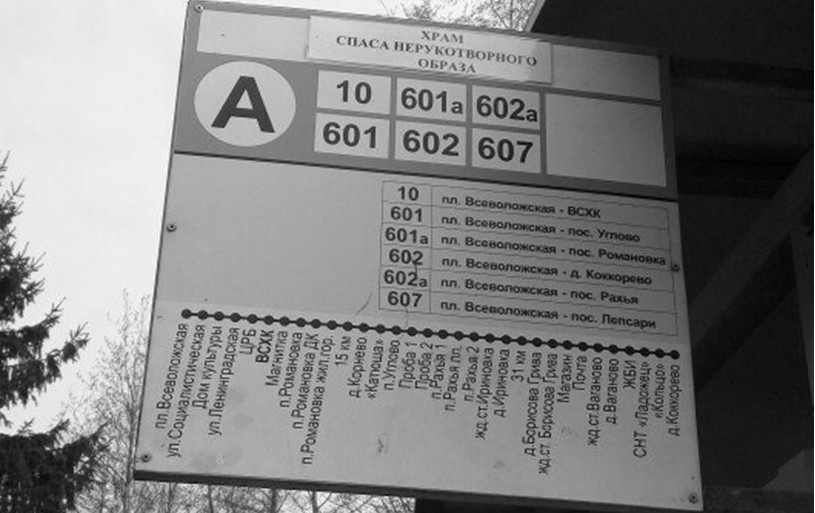 ХРАМ
СПАСА НЕРУКОТВОРНОГО
ОБРАЗА
А
10 601а 602а
601 602 607
10 пл. Всеволожская - ВСХК
601 пл. Всеволожская - пос. Углово
601а пл. Всеволожская - пос. Романовка
602 пл. Всеволожская - д. Коккорево
602а пл. Всеволожская - пос. Рахья
607 пл. Всеволожская - пос. Лепсари
пл.Всеволожская
ул.Социалистическая
Дом культуры
ул.Ленинградская
ЦРБ
ВСХК
Магнитка
п.Романовка
п.Романовка ДК
п.Романовка жил.гор.
15 км
д.Корнево
«Катюша»
п.Углово
Проба 1
Проба 2
п.Рахья 1
п.Рахья пл.
п.Рахья 2
жд.ст.Ириновка
д.Ириновка
31 км
д.Борисова Грива
жд.ст.Борисова Грива
Магазин
Почта
жд.ст.Ваганово
д.Ваганово
ЖБИ
СНТ «Ладожец»
«Кольцо»
д.Коккорево